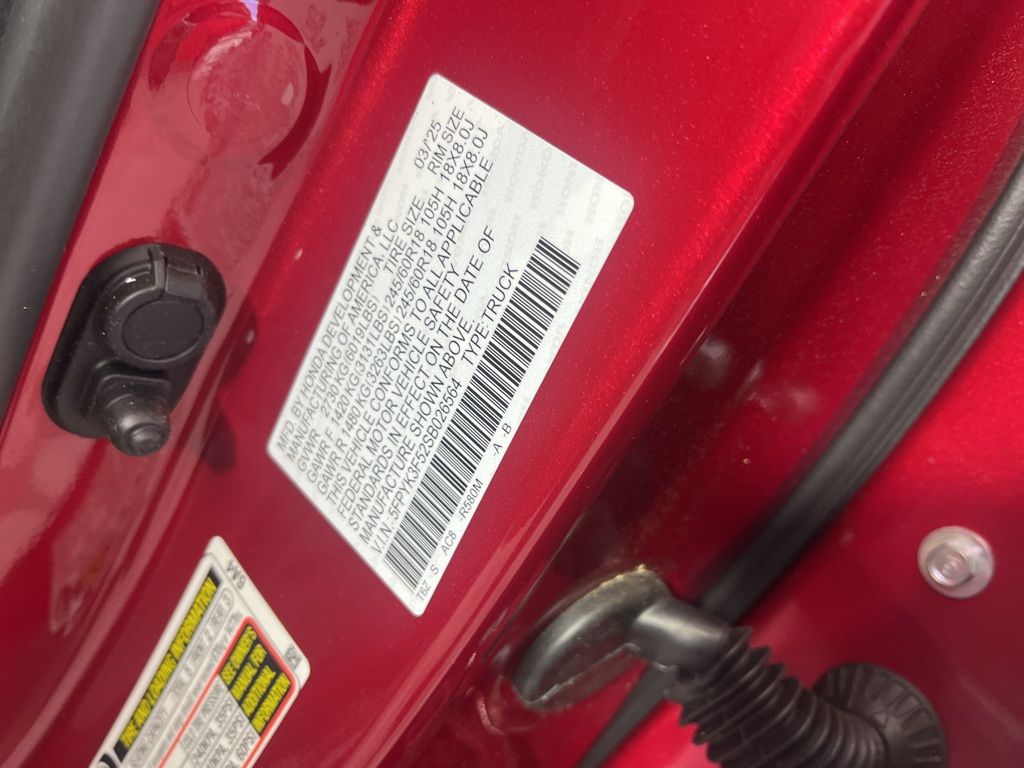 MFD. BY HONDA DEVELOPMENT &
MANUFACTURING OF AMERICA, LLC 03/'25
GVWR 2730KG(6019LBS) TIRE SIZE RIM SIZE
GAWR F 1420 KG(3131LBS) 245/60R18 105H 18X8.0J
GAWR R 1480 KG(3263LBS) 245/60R18 105H 18X8.0J
THIS VEHICLE CONFORMS TO ALL APPLICABLE
FEDERAL MOTOR VEHICLE SAFETY
STANDARDS IN EFFECT ON THE DATE OF
MANUFACTURE SHOWN ABOVE.
V.I.N.:5FPYK3F52SB026564 TYPE:TRUCK
T6Z -S AC8 -R580M -A -B
TIRE AND LOADING INFORMATION
SEE OWNER'S
MANUAL FOR
ADDITIONAL
INFORMATION